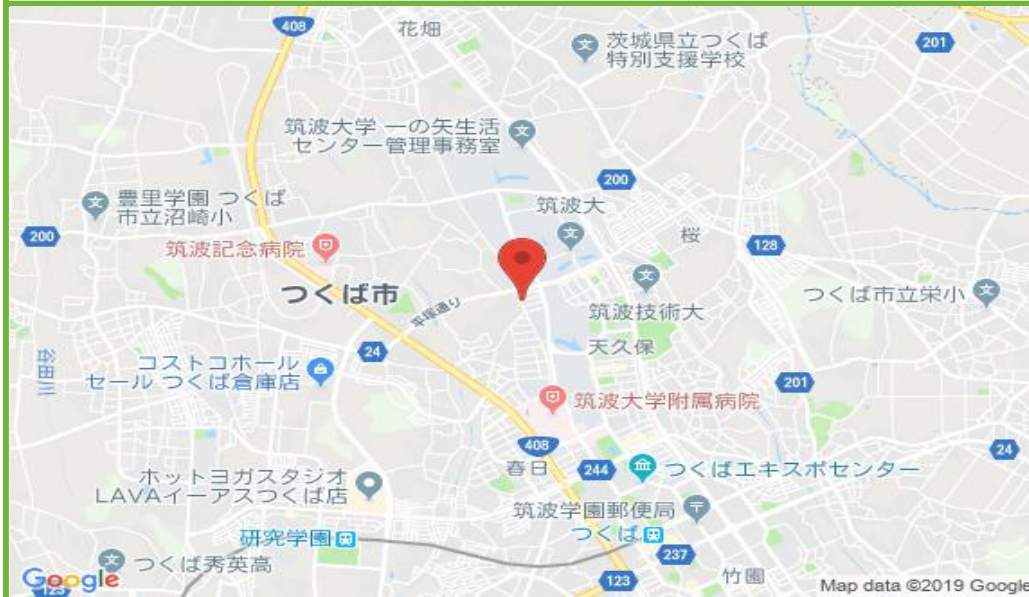 408
花畑
茨城県立つくば
特別支援学校
201
筑波大学 一の矢生活
センター管理事務室
200
豊里学園 つくば
市立沼崎小
筑波大
200
筑波記念病院
桜
128
つくば市
平塚通り
筑波技術大
つくば市立栄小
谷田川
24
天久保
コストコホール
セール つくば倉庫店
201
筑波大学附属病院
408
24
春日
244
つくばエキスポセンター
ホットヨガスタジオ
LAVAイーアスつくば店
筑波学園郵便局
研究学園
つくば
237
つくば秀英高
Google
123
123
竹園
Map data ©2019 Google